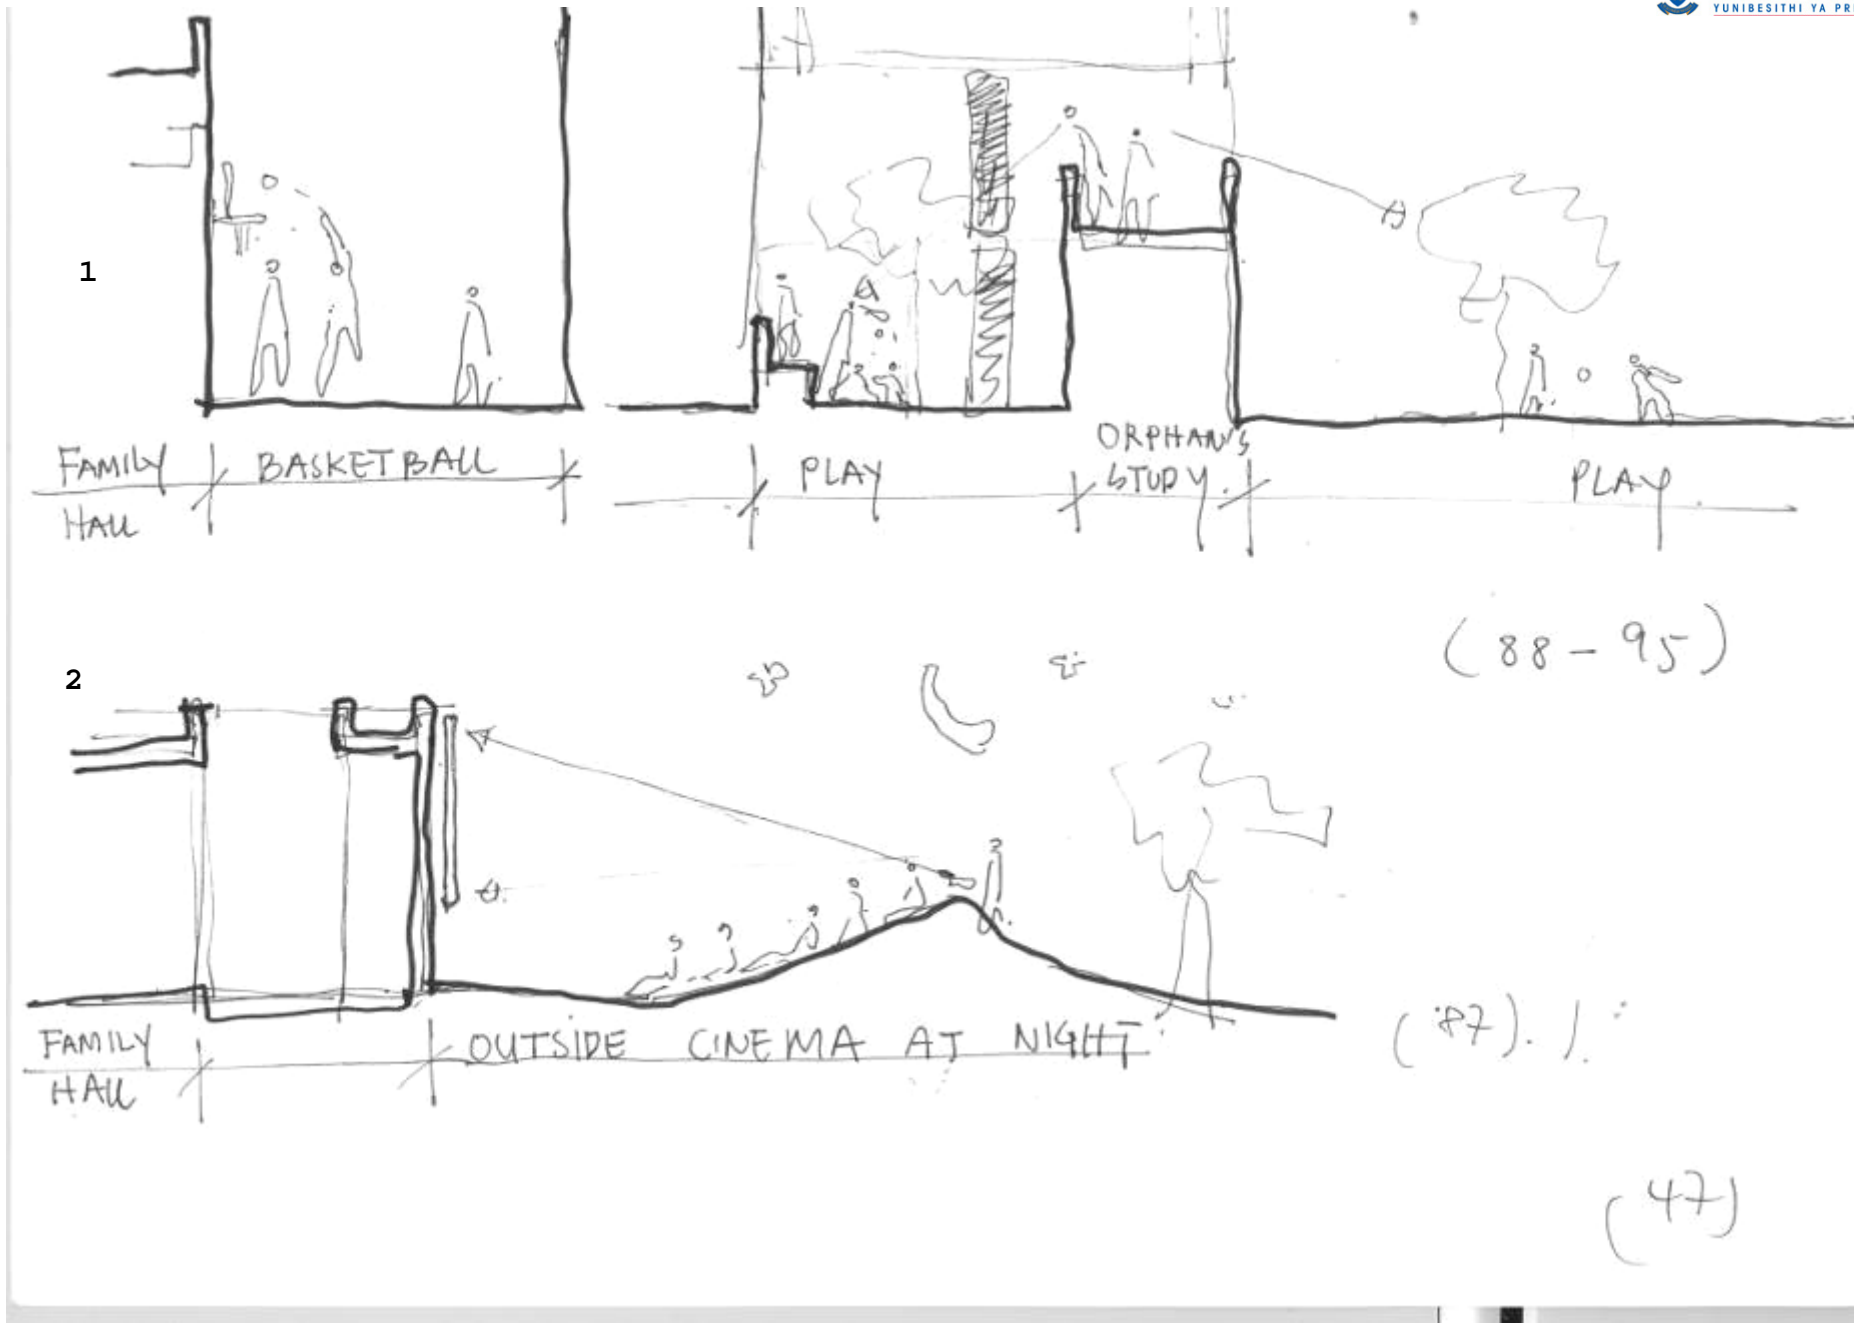 YUNIBESITHI YA PR
1
FAMILY
HALL
BASKETBALL
PLAY
ORPHAN'S
STUDY
PLAY
(88-95)
2
FAMILY
HALL
OUTSIDE CINEMA AT NIGHT
(87)
(47)